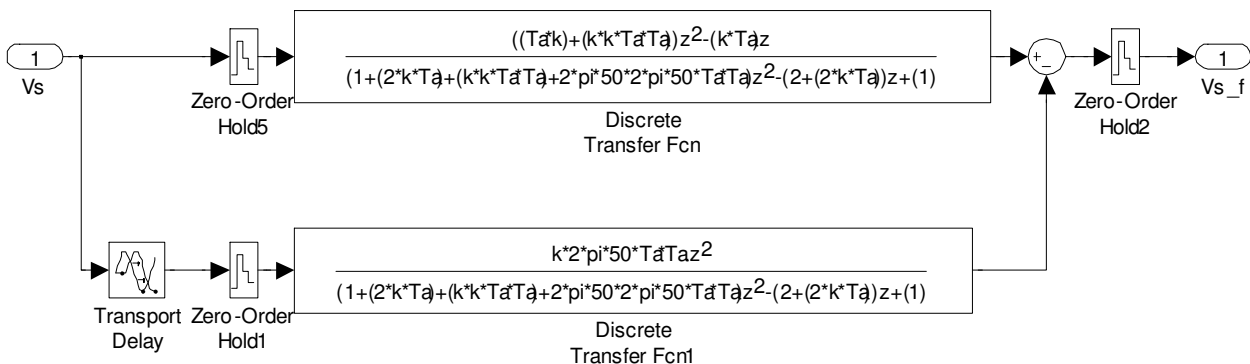 1
Vs
Zero-Order
Hold5
((Ta*k)+(k*k*Ta*Ta))z²-(k*Ta)z
(1+(2*k*Ta)+(k*k*Ta*Ta)+2*pi*50*2*pi*50*Ta*Ta)z²-(2+(2*k*Ta))z+(1)
Discrete
Transfer Fcn
+
-
Zero-Order
Hold2
1
Vs_f
Transport
Delay
Zero-Order
Hold1
k*2*pi*50*Ta*Taz²
(1+(2*k*Ta)+(k*k*Ta*Ta)+2*pi*50*2*pi*50*Ta*Ta)z²-(2+(2*k*Ta))z+(1)
Discrete
Transfer Fcn1